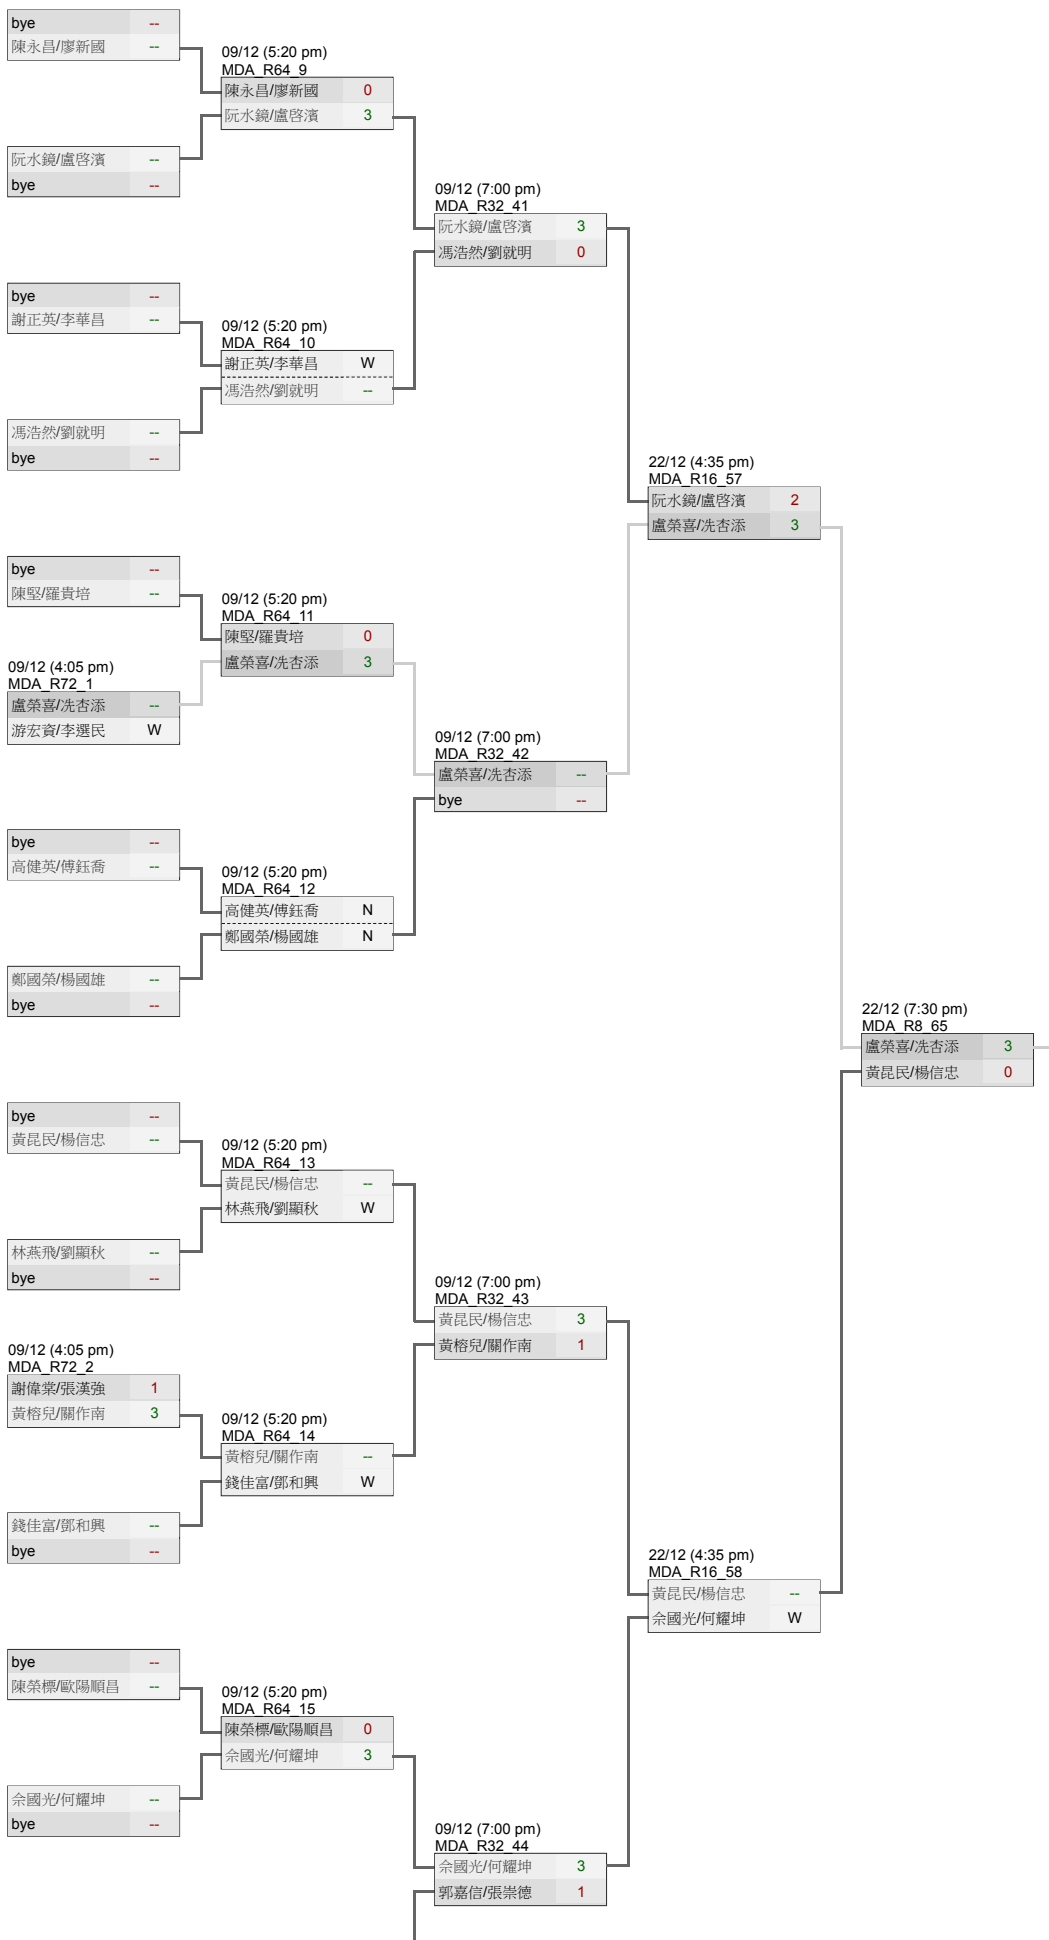 bye --
陳永昌/廖新國 --
09/12 (5:20 pm)
MDA_R64_9
陳永昌/廖新國 0
阮水鏡/盧啓濱 3
阮水鏡/盧啓濱 --
bye --
09/12 (7:00 pm)
MDA_R32_41
阮水鏡/盧啓濱 3
馮浩然/劉就明 0
bye --
謝正英/李華昌 --
09/12 (5:20 pm)
MDA_R64_10
謝正英/李華昌 W
馮浩然/劉就明 --
馮浩然/劉就明 --
bye --
22/12 (4:35 pm)
MDA_R16_57
阮水鏡/盧啓濱 2
盧榮喜/冼杏添 3
bye --
陳堅/羅貴培 --
09/12 (5:20 pm)
MDA_R64_11
陳堅/羅貴培 0
盧榮喜/冼杏添 3
09/12 (4:05 pm)
MDA_R72_1
盧榮喜/冼杏添 --
游宏資/李選民 W
09/12 (7:00 pm)
MDA_R32_42
盧榮喜/冼杏添 --
bye --
bye --
高健英/傅鈺喬 --
09/12 (5:20 pm)
MDA_R64_12
高健英/傅鈺喬 N
鄭國榮/楊國雄 N
鄭國榮/楊國雄 --
bye --
22/12 (7:30 pm)
MDA_R8_65
盧榮喜/冼杏添 3
黃昆民/楊信忠 0
bye --
黃昆民/楊信忠 --
09/12 (5:20 pm)
MDA_R64_13
黃昆民/楊信忠 --
林燕飛/劉顯秋 W
林燕飛/劉顯秋 --
bye --
09/12 (7:00 pm)
MDA_R32_43
黃昆民/楊信忠 3
黃榕兒/關作南 1
09/12 (4:05 pm)
MDA_R72_2
謝偉棠/張漢強 1
黃榕兒/關作南 3
09/12 (5:20 pm)
MDA_R64_14
黃榕兒/關作南 --
錢佳富/鄧和興 W
錢佳富/鄧和興 --
bye --
22/12 (4:35 pm)
MDA_R16_58
黃昆民/楊信忠 --
佘國光/何耀坤 W
bye --
陳榮標/歐陽順昌 --
09/12 (5:20 pm)
MDA_R64_15
陳榮標/歐陽順昌 0
佘國光/何耀坤 3
佘國光/何耀坤 --
bye --
09/12 (7:00 pm)
MDA_R32_44
佘國光/何耀坤 3
郭嘉信/張崇德 1